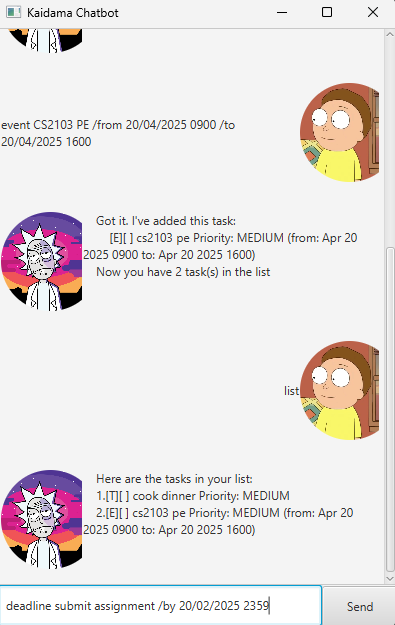 Kaidama Chatbot
event CS2103 PE /from 20/04/2025 0900 /to
20/04/2025 1600
Got it. I've added this task:
[E][ ] cs2103 pe Priority: MEDIUM (from: Apr 20
2025 0900 to: Apr 20 2025 1600)
Now you have 2 task(s) in the list
list
Here are the tasks in your list:
1.[T][ ] cook dinner Priority: MEDIUM
2.[E][ ] cs2103 pe Priority: MEDIUM (from: Apr 20
2025 0900 to: Apr 20 2025 1600)
deadline submit assignment /by 20/02/2025 2359
Send